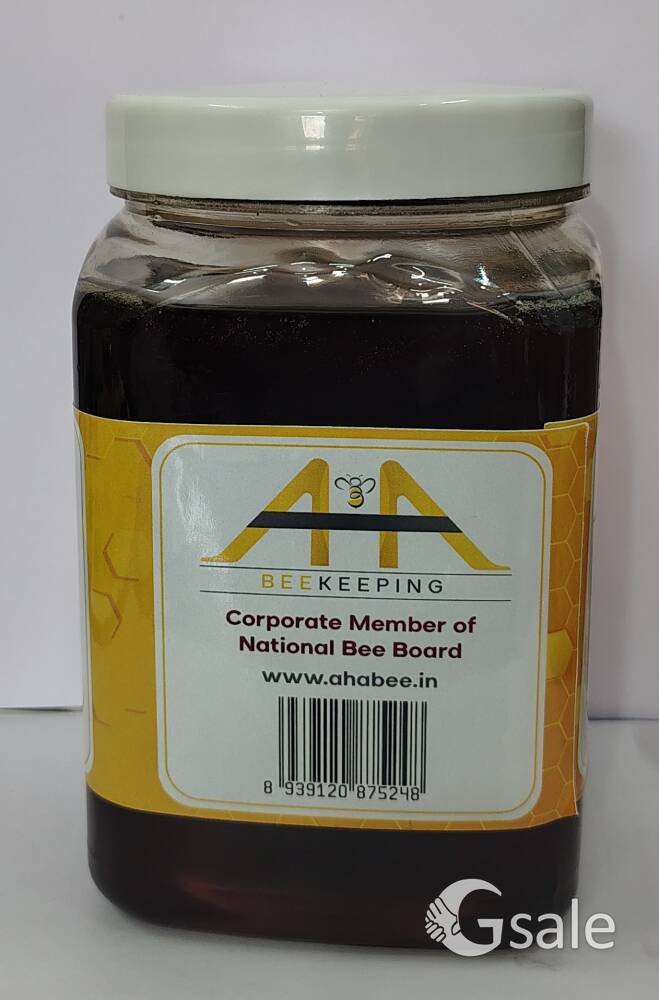 AHA
BEEKEEPING
Corporate Member of
National Bee Board
www.ahabee.in
8 939120 875248
Gsale